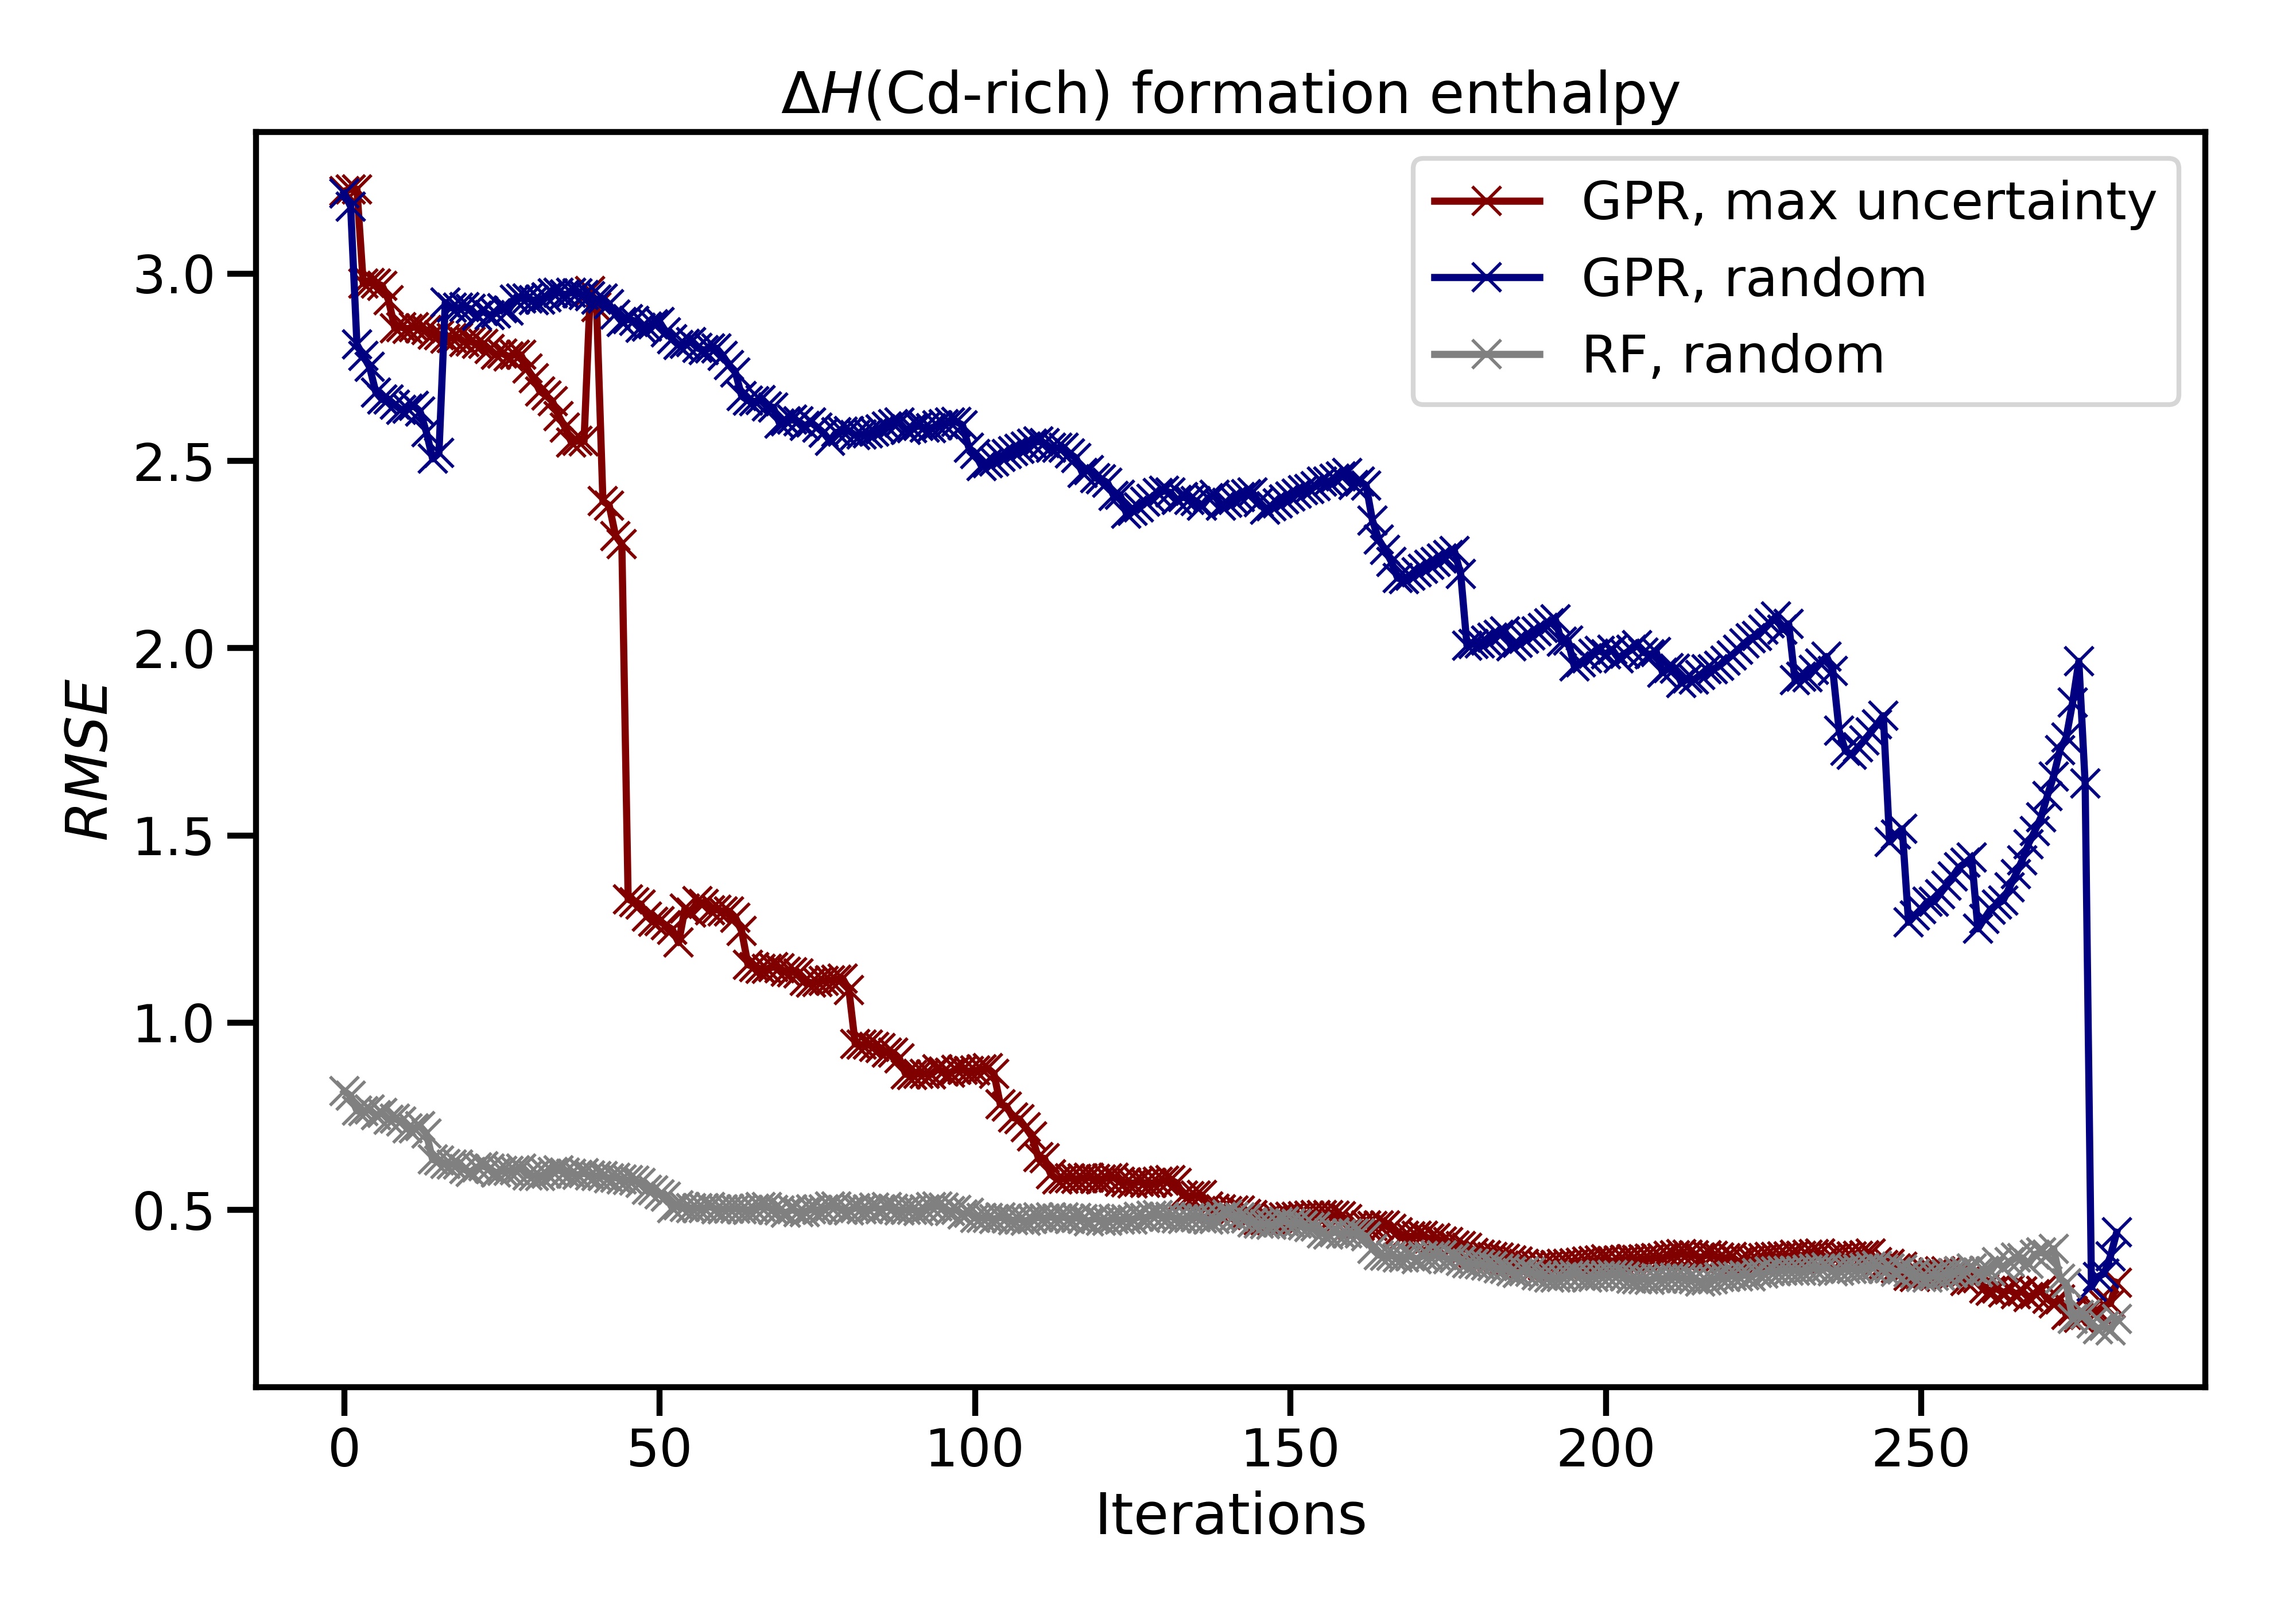 ΔH(Cd-rich) formation enthalpy
GPR, max uncertainty
GPR, random
RF, random
RMSE
3.0
2.5
2.0
1.5
1.0
0.5
0 50 100 150 200 250
Iterations